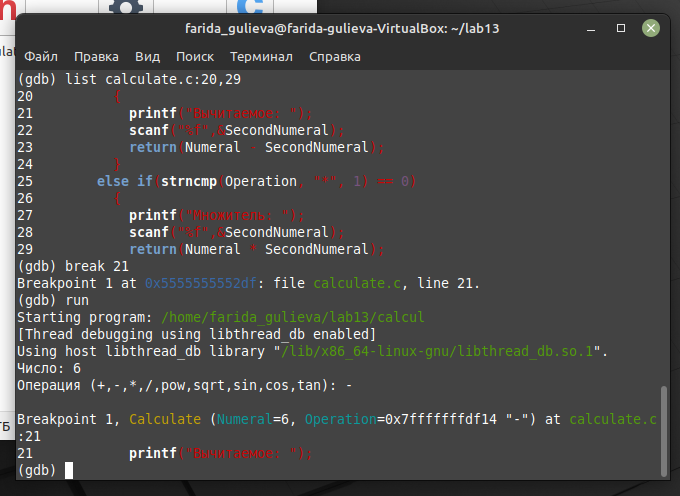 farida_gulieva@farida-gulieva-VirtualBox: ~/lab13
Файл Правка Вид Поиск Терминал Справка
(gdb) list calculate.c:20,29
20 {
21 printf("Вычитаемое: ");
22 scanf("%f",&SecondNumeral);
23 return(Numeral - SecondNumeral);
24 }
25 else if(strncmp(Operation, "*", 1) == 0)
26 {
27 printf("Множитель: ");
28 scanf("%f",&SecondNumeral);
29 return(Numeral * SecondNumeral);
(gdb) break 21
Breakpoint 1 at 0x5555555552df: file calculate.c, line 21.
(gdb) run
Starting program: /home/farida_gulieva/lab13/calcul
[Thread debugging using libthread_db enabled]
Using host libthread_db library "/lib/x86_64-linux-gnu/libthread_db.so.1".
Число: 6
Операция (+,-,*,/,pow,sqrt,sin,cos,tan): -
Breakpoint 1, Calculate (Numeral=6, Operation=0x7fffffffdf14 "-") at calculate.c
:21
21 printf("Вычитаемое: ");
(gdb)